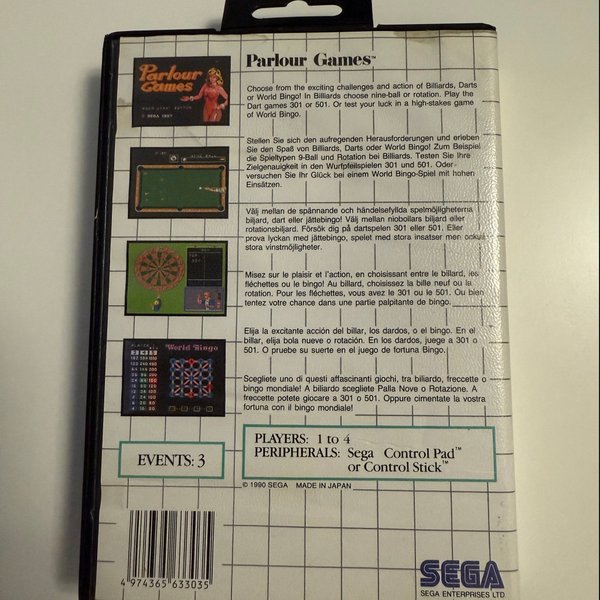 Parlour Games™
Choose from the exciting challenges and action of Billiards, Darts
or World Bingo! In Billiards choose nine-ball or rotation. Play the
Dart games 301 or 501. Or test your luck in a high-stakes game
of World Bingo.
Stellen Sie sich den aufregenden Herausforderungen und erleben
Sie den Spaß von Billiards, Darts oder World Bingo! Zum Beispiel
die Spieltypen 9-Ball und Rotation bei Billiards. Testen Sie Ihre
Zielgenauigkeit in den Wurfpfeilspielen 301 und 501. Oder
versuchen Sie Ihr Glück bei einem World Bingo-Spiel mit hohen
Einsätzen.
Välj mellan de spännande och händelsefyllda spelmöjligheterna
biljard, dart eller jättebingo! Välj mellan niobollars biljard eller
rotationsbiljard. Försök dig på dartspelen 301 eller 501. Eller
prova lyckan med jättebingo, spelet med stora insatser men också
stora vinstmöjligheter.
Misez sur le plaisir et l'action, en choisissant entre le billard, les
fléchettes ou le bingo! Au billard, choisissez la bille neuf ou la
rotation. Pour les fléchettes, vous avez le 301 ou le 501. Ou bien
tentez votre chance dans une partie palpitante de bingo.
Elija la excitante acción del billar, los dardos, o el bingo. En el
billar, elija bola nueve o rotación. En los dardos, juege a 301 o
501. O pruebe su suerte en el juego de fortuna Bingo.
Scegliete uno di questi affascinanti giochi, tra biliardo, freccette o
bingo mondiale! A biliardo scegliete Palla Nove o Rotazione. A
freccette potete giocare a 301 o 501. Oppure cimentate la vostra
fortuna con il bingo mondiale!
Parlour
Games
© SEGA 1987
World Bingo
EVENTS: 3
PLAYERS: 1 to 4
PERIPHERALS: Sega Control Pad™
or Control Stick™
© 1990 SEGA MADE IN JAPAN
4 974365 633035
SEGA
SEGA ENTERPRISES LTD